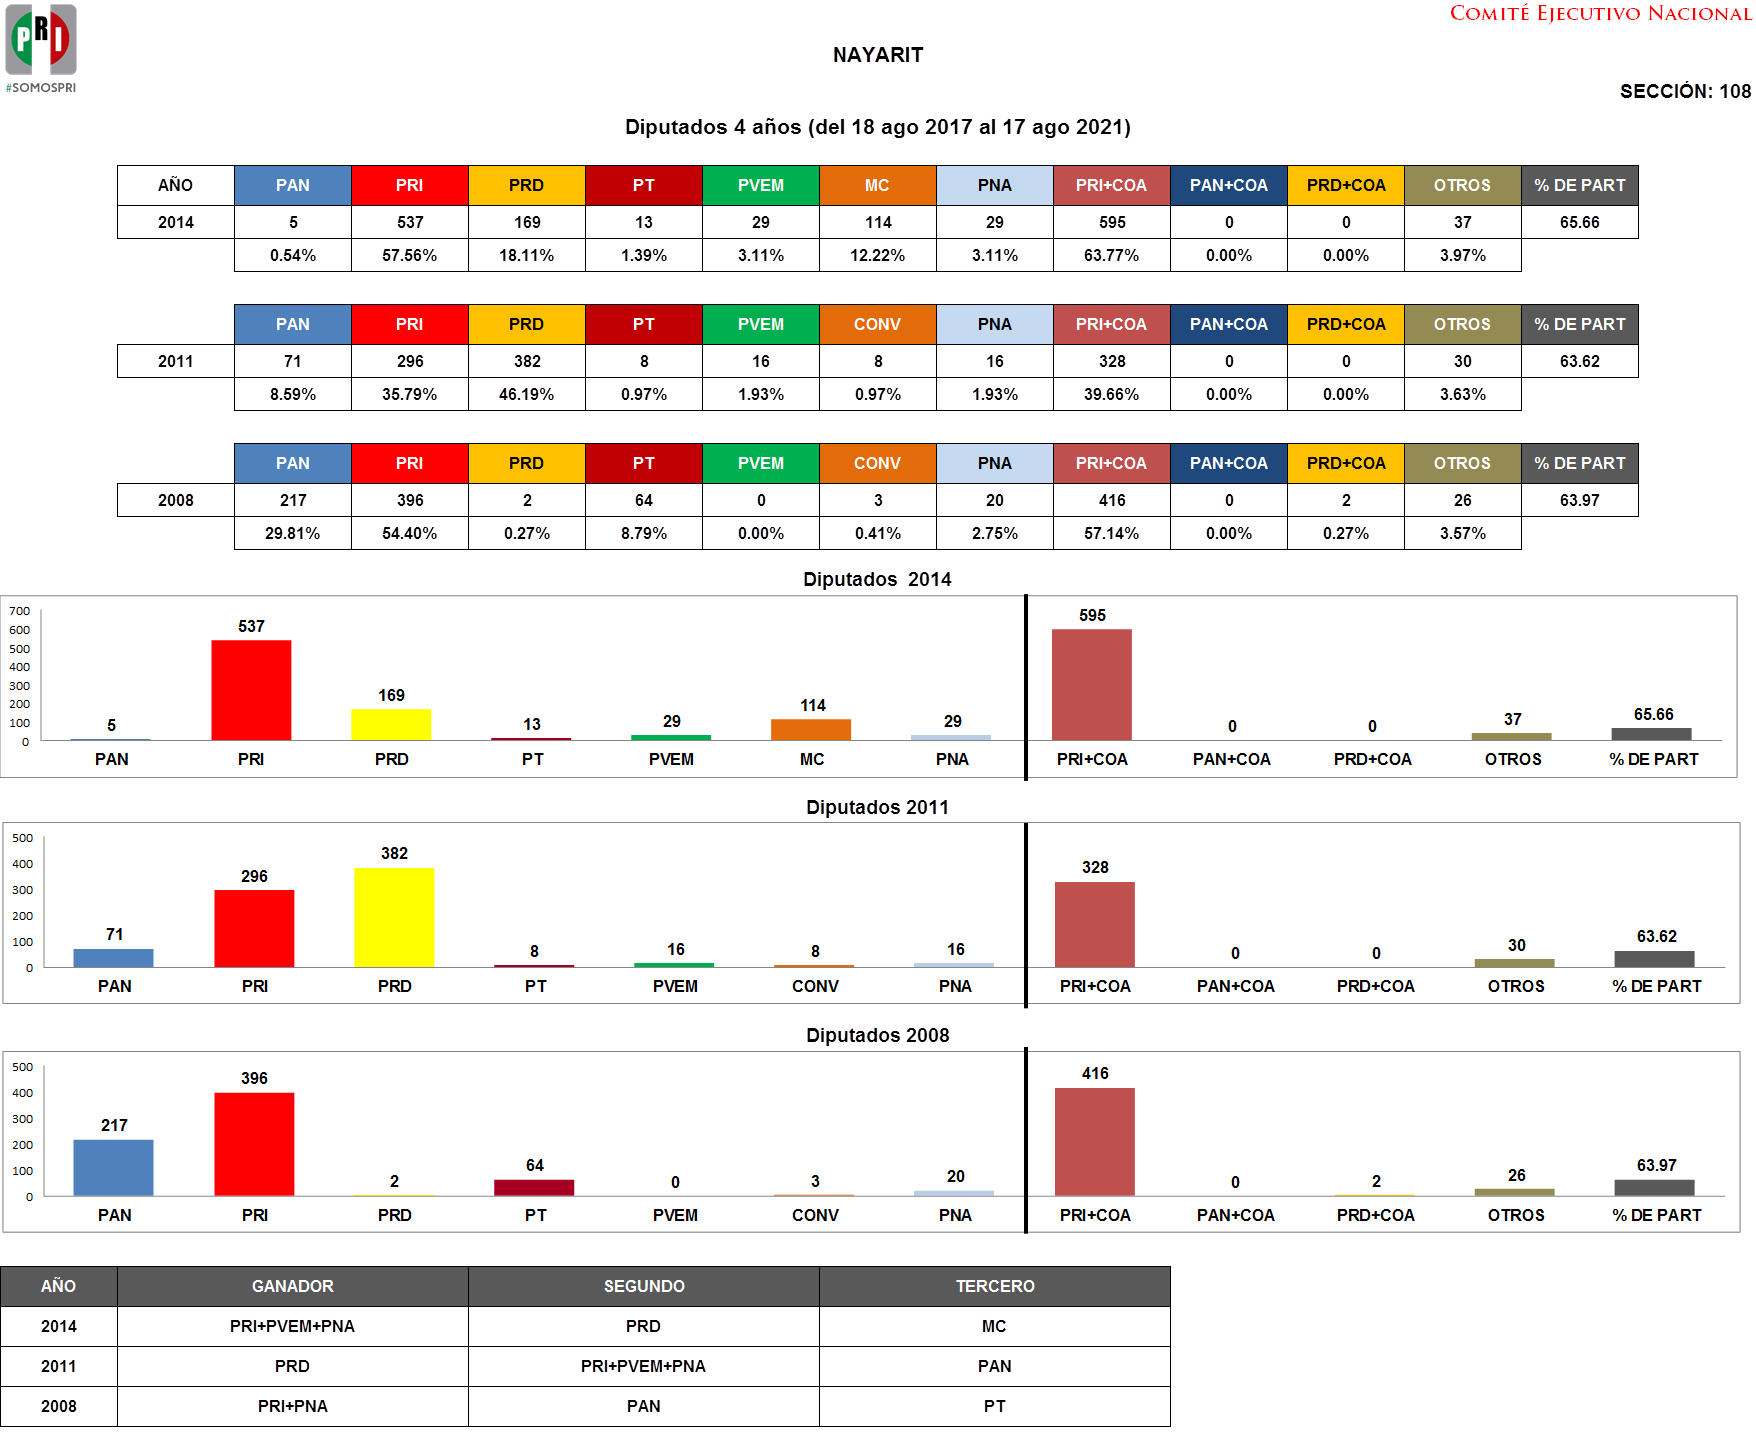 PRI
#SOMOSPRI
COMITÉ EJECUTIVO NACIONAL
NAYARIT
SECCIÓN: 108
Diputados 4 años (del 18 ago 2017 al 17 ago 2021)
AÑO PAN PRI PRD PT PVEM MC PNA PRI+COA PAN+COA PRD+COA OTROS % DE PART
2014 5 537 169 13 29 114 29 595 0 0 37 65.66
0.54% 57.56% 18.11% 1.39% 3.11% 12.22% 3.11% 63.77% 0.00% 0.00% 3.97%
PAN PRI PRD PT PVEM CONV PNA PRI+COA PAN+COA PRD+COA OTROS % DE PART
2011 71 296 382 8 16 8 16 328 0 0 30 63.62
8.59% 35.79% 46.19% 0.97% 1.93% 0.97% 1.93% 39.66% 0.00% 0.00% 3.63%
PAN PRI PRD PT PVEM CONV PNA PRI+COA PAN+COA PRD+COA OTROS % DE PART
2008 217 396 2 64 0 3 20 416 0 2 26 63.97
29.81% 54.40% 0.27% 8.79% 0.00% 0.41% 2.75% 57.14% 0.00% 0.27% 3.57%
Diputados 2014
700
600
500
400
300
200
100
0
5 537 169 13 29 114 29 595 0 0 37 65.66
PAN PRI PRD PT PVEM MC PNA PRI+COA PAN+COA PRD+COA OTROS % DE PART
Diputados 2011
500
400
300
200
100
0
71 296 382 8 16 8 16 328 0 0 30 63.62
PAN PRI PRD PT PVEM CONV PNA PRI+COA PAN+COA PRD+COA OTROS % DE PART
Diputados 2008
500
400
300
200
100
0
217 396 2 64 0 3 20 416 0 2 26 63.97
PAN PRI PRD PT PVEM CONV PNA PRI+COA PAN+COA PRD+COA OTROS % DE PART
AÑO GANADOR SEGUNDO TERCERO
2014 PRI+PVEM+PNA PRD MC
2011 PRD PRI+PVEM+PNA PAN
2008 PRI+PNA PAN PT